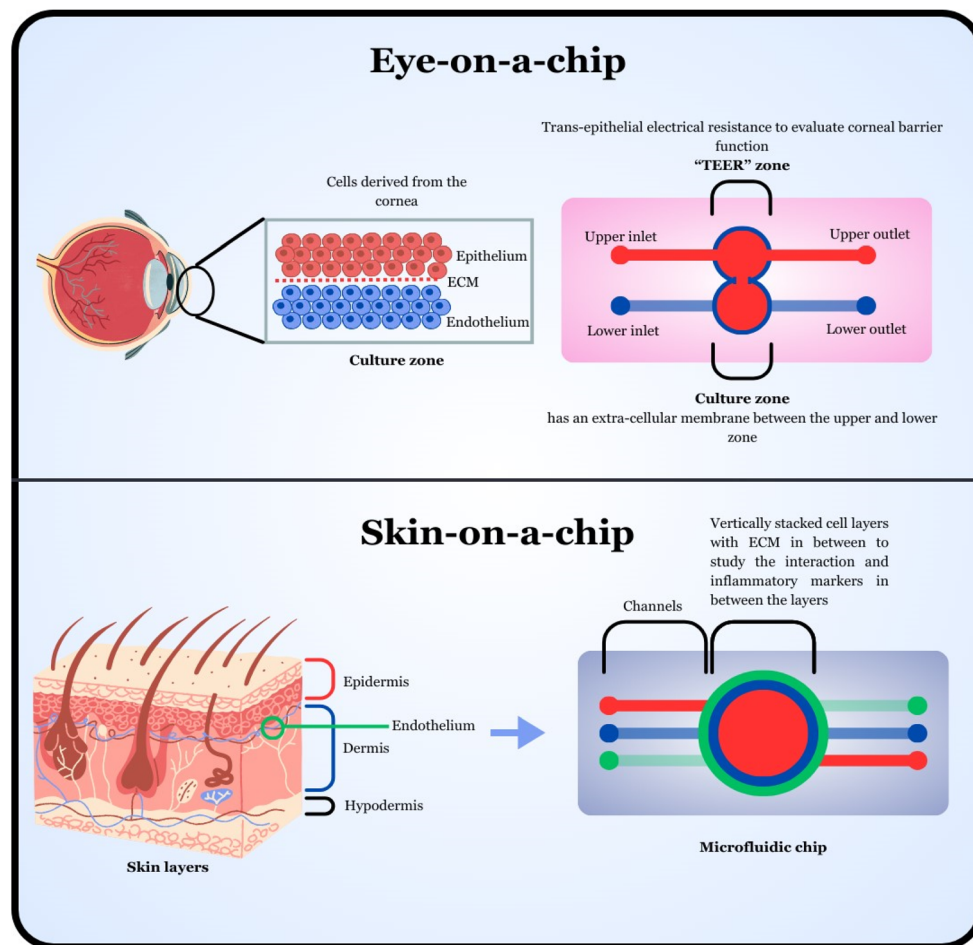 Eye-on-a-chip
Trans-epithelial electrical resistance to evaluate corneal barrier
function
“TEER” zone
Cells derived from the
cornea
Epithelium
ECM
Endothelium
Culture zone
Upper inlet
Upper outlet
Lower inlet
Lower outlet
Culture zone
has an extra-cellular membrane between the upper and lower
zone
Skin-on-a-chip
Vertically stacked cell layers
with ECM in between to
study the interaction and
inflammatory markers in
between the layers
Channels
Epidermis
Endothelium
Dermis
Hypodermis
Skin layers
Microfluidic chip